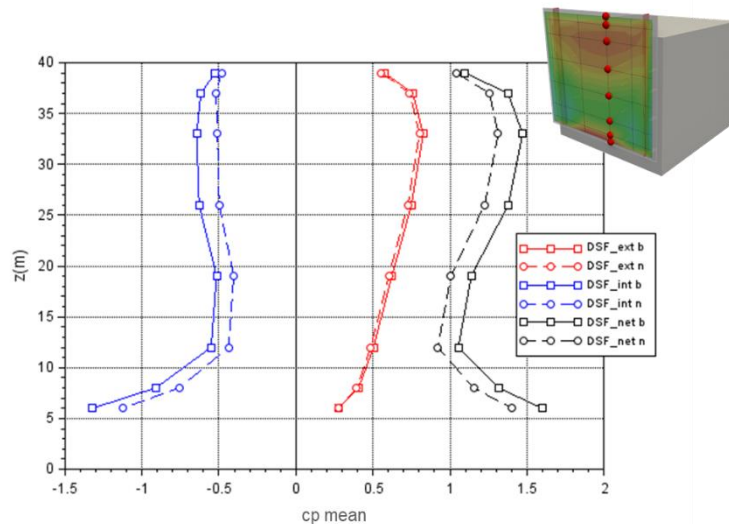 40
35
30
25
20
15
10
5
0
z(m)
-1.5
-1
-0.5
0
0.5
1
1.5
2
cp mean
DSF_ext b
DSF_ext n
DSF_int b
DSF_int n
DSF_net b
DSF_net n